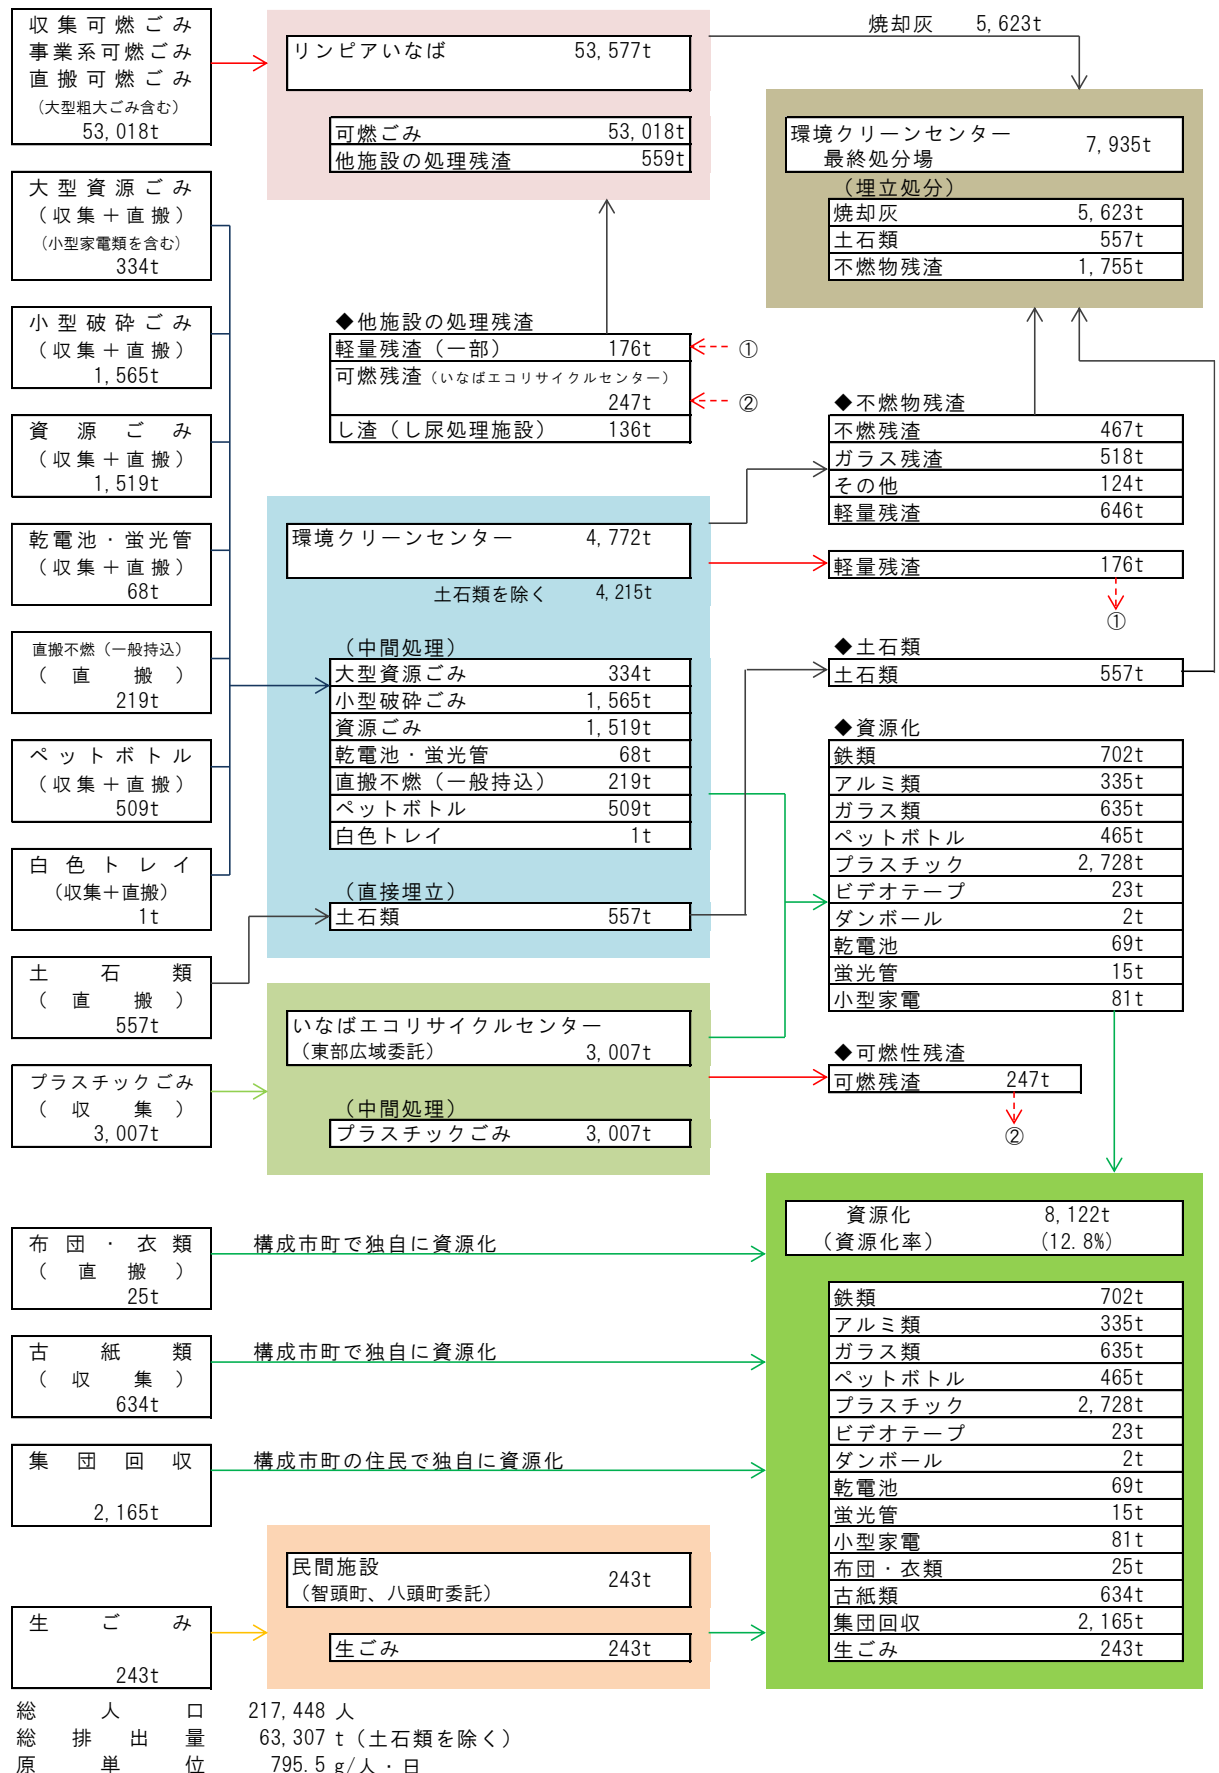 収集可燃ごみ
事業系可燃ごみ
直搬可燃ごみ
(大型粗大ごみ含む)
53,018t
大型資源ごみ
(収集+直搬)
(小型家電類を含む)
334t
小型破砕ごみ
(収集+直搬)
1,565t
資源ごみ
(収集+直搬)
1,519t
乾電池・蛍光管
(収集+直搬)
68t
直搬不燃(一般持込)
(直搬)
219t
ペットボトル
(収集+直搬)
509t
白色トレイ
(収集+直搬)
1t
土石類
(直搬)
557t
プラスチックごみ
(収集)
3,007t
布団・衣類
(直搬)
25t
古紙類
(収集)
634t
集団回収
2,165t
生ごみ
243t
リンピアいなば 53,577t
可燃ごみ 53,018t
他施設の処理残渣 559t
◆他施設の処理残渣
軽量残渣(一部) 176t ①
可燃残渣(いなばエコリサイクルセンター)
247t ②
し渣(し尿処理施設) 136t
環境クリーンセンター 4,772t
土石類を除く 4,215t
(中間処理)
大型資源ごみ 334t
小型破砕ごみ 1,565t
資源ごみ 1,519t
乾電池・蛍光管 68t
直搬不燃(一般持込) 219t
ペットボトル 509t
白色トレイ 1t
(直接埋立)
土石類 557t
いなばエコリサイクルセンター
(東部広域委託) 3,007t
(中間処理)
プラスチックごみ 3,007t
構成市町で独自に資源化
構成市町で独自に資源化
構成市町の住民で独自に資源化
民間施設
(智頭町、八頭町委託) 243t
生ごみ 243t
焼却灰 5,623t
環境クリーンセンター
最終処分場 7,935t
(埋立処分)
焼却灰 5,623t
土石類 557t
不燃物残渣 1,755t
◆不燃物残渣
不燃残渣 467t
ガラス残渣 518t
その他 124t
軽量残渣 646t
軽量残渣 176t
①
◆土石類
土石類 557t
◆資源化
鉄類 702t
アルミ類 335t
ガラス類 635t
ペットボトル 465t
プラスチック 2,728t
ビデオテープ 23t
ダンボール 2t
乾電池 69t
蛍光管 15t
小型家電 81t
◆可燃性残渣
可燃残渣 247t
②
資源化 8,122t
(資源化率) (12.8%)
鉄類 702t
アルミ類 335t
ガラス類 635t
ペットボトル 465t
プラスチック 2,728t
ビデオテープ 23t
ダンボール 2t
乾電池 69t
蛍光管 15t
小型家電 81t
布団・衣類 25t
古紙類 634t
集団回収 2,165t
生ごみ 243t
総人口 217,448 人
総排出量 63,307 t(土石類を除く)
原単位 795.5 g/人・日